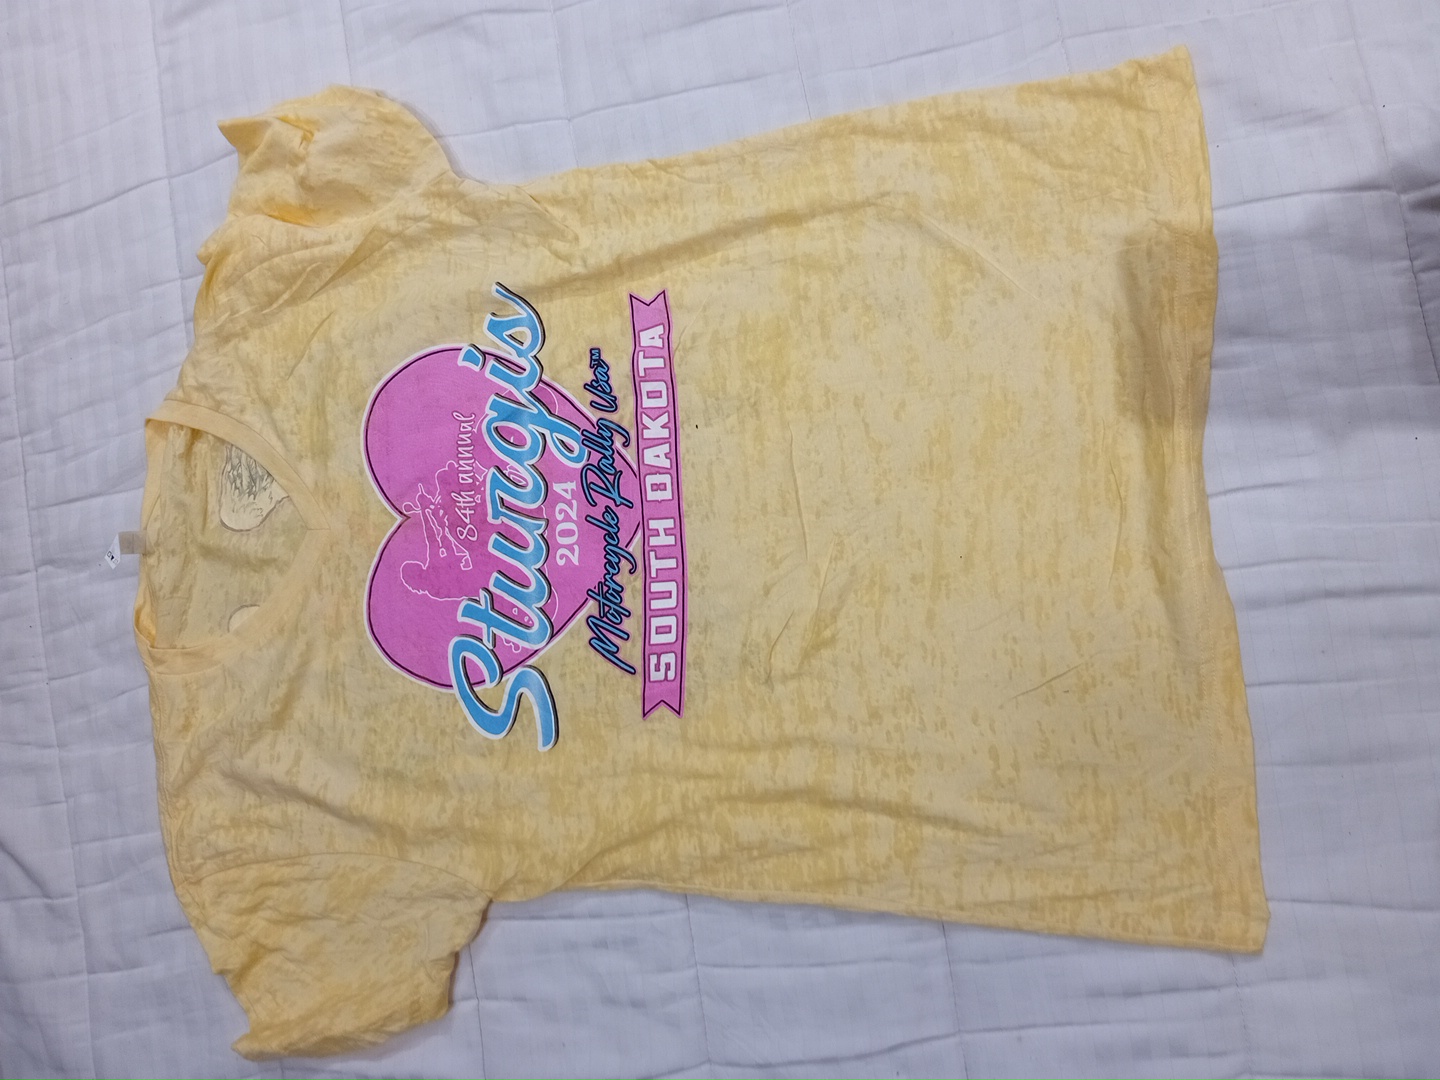 84th annual
Sturgis
2024
Motorcycle Rally Usa™
SOUTH DAKOTA